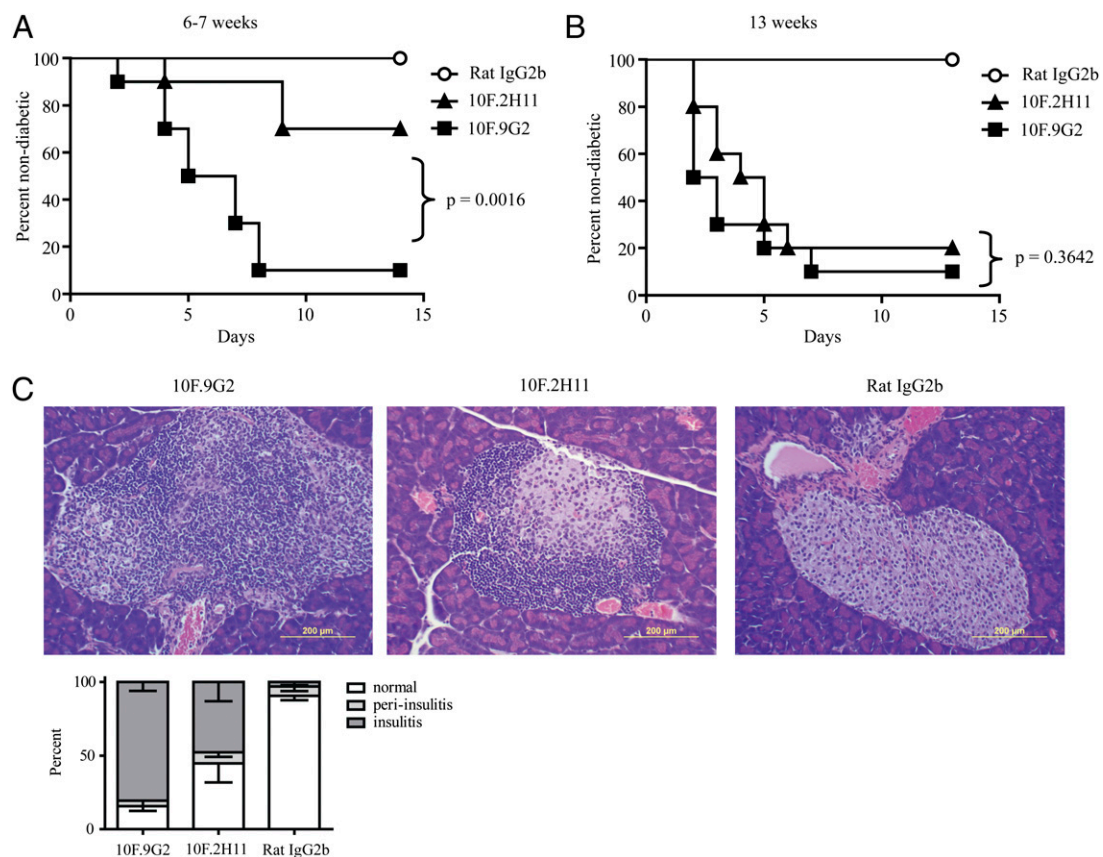 A
6-7 weeks
Percent non-diabetic
100
80
60
40
20
0
0
5
10
15
Days
Rat IgG2b
10F.2H11
10F.9G2
p = 0.0016
B
13 weeks
Percent non-diabetic
100
80
60
40
20
0
0
5
10
15
Days
Rat IgG2b
10F.2H11
10F.9G2
p = 0.3642
C
10F.9G2
10F.2H11
Rat IgG2b
200 µm
200 µm
200 µm
Percent
100
50
0
10F.9G2
10F.2H11
Rat IgG2b
normal
peri-insulitis
insulitis